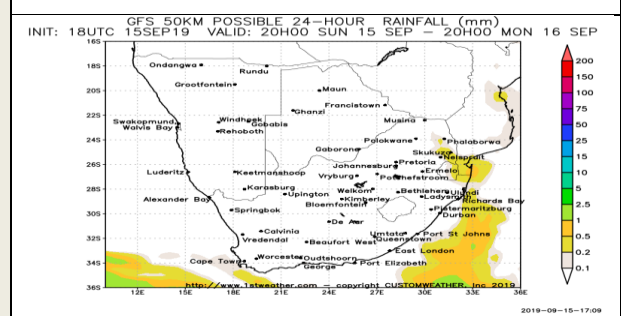 GFS 50KM POSSIBLE 24-HOUR RAINFALL (mm)
INIT: 18UTC 15SEP19 VALID: 20H00 SUN 15 SEP - 20H00 MON 16 SEP
16S
18S
20S
22S
24S
26S
28S
30S
32S
34S
36S
Ondangwa
Rundu
Grootfontein
Maun
Francistown
Ghanzi
Windhoek
Gobabis
Swakopmund
Walvis Bay
Rehoboth
Musina
Polokwane
Phalaborwa
Gaborone
Skukuza
Nelspruit
Pretoria
Johannesburg
Ermelo
Luderitz
Keetmanshoop
Vryburg
Potchefstroom
Karasburg
Upington
Welkom
Bethlehem
Ulundi
Kimberley
Ladysmith
Alexander Bay
Bloemfontein
Richards Bay
Springbok
Pietermaritzburg
Durban
De Aar
Calvinia
Umtata
Port St Johns
Vredendal
Beaufort West
Queenstown
East London
Cape Town
Worcester
Oudtshoorn
George
Port Elizabeth
http://www.1stweather.com - copyright CUSTOMWEATHER, Inc 2019
12E 15E 18E 21E 24E 27E 30E 33E 36E
200
150
100
75
50
25
15
10
5
2.5
1
0.5
0.2
0.1
2019-09-15-17:09